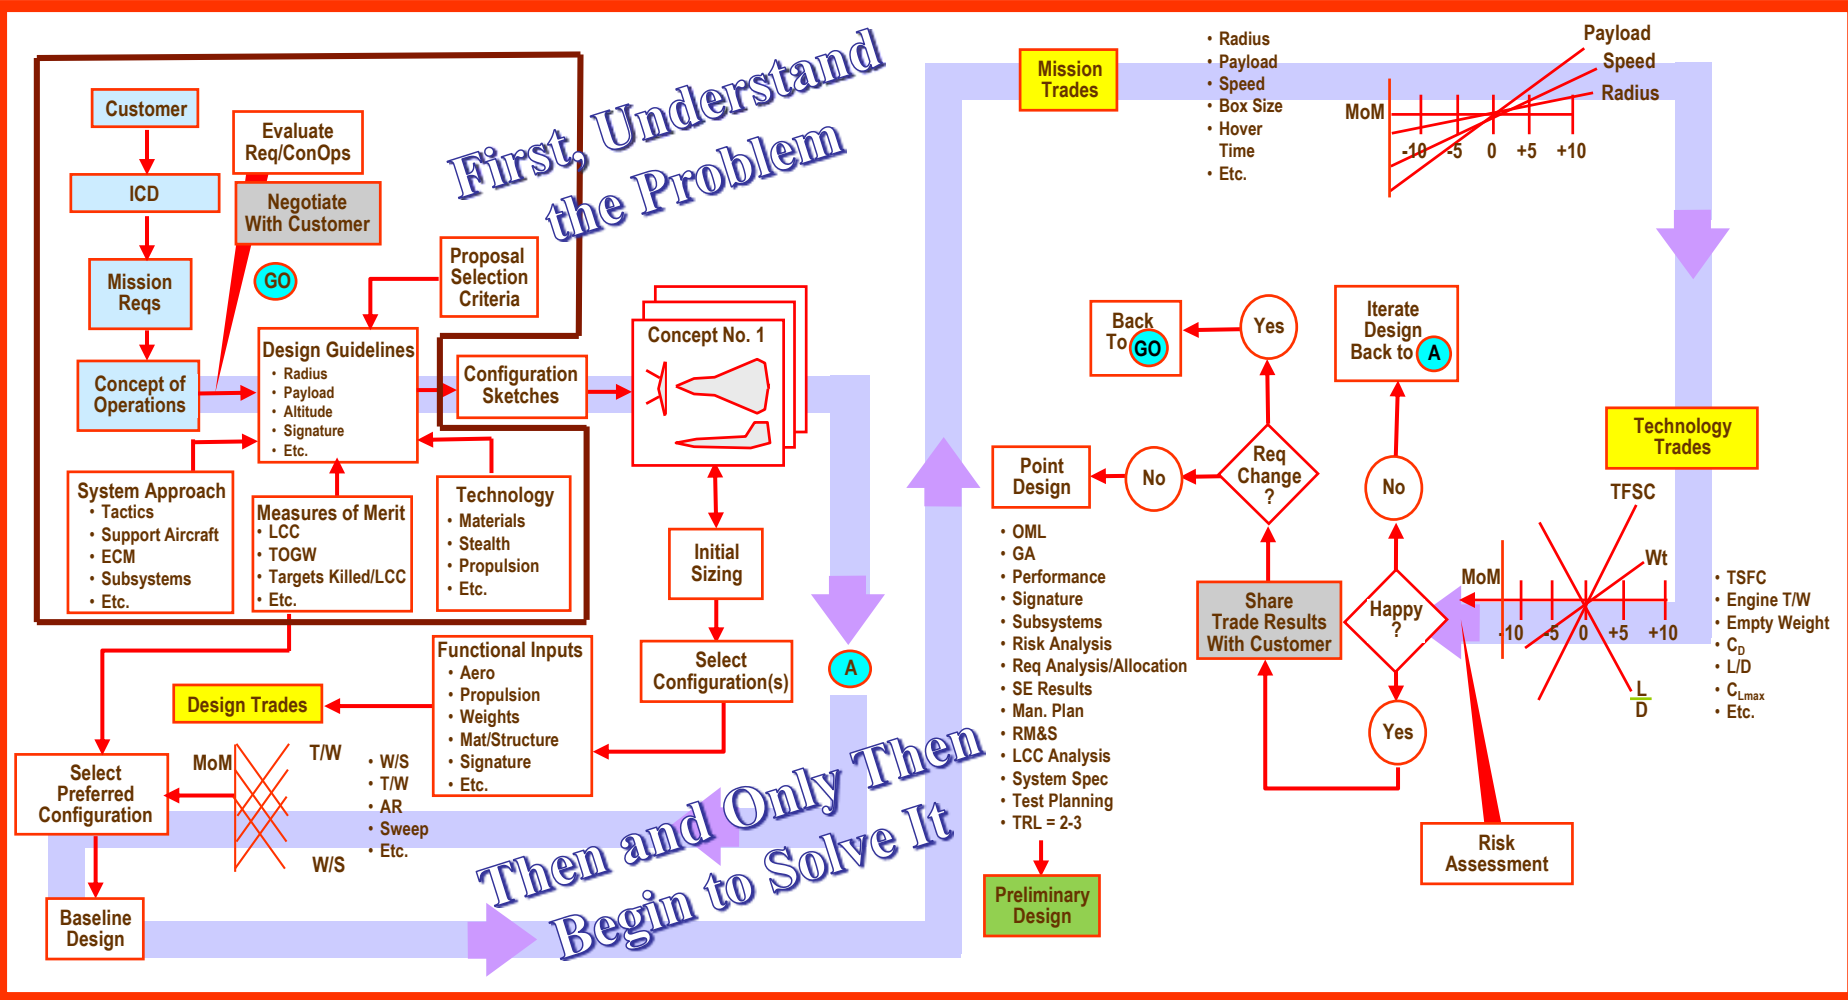 First, Understand
the Problem
Customer
ICD
Mission
Reqs
Concept of
Operations
Evaluate
Req/ConOps
Negotiate
With Customer
GO
Proposal
Selection
Criteria
Design Guidelines
• Radius
• Payload
• Altitude
• Signature
• Etc.
System Approach
• Tactics
• Support Aircraft
• ECM
• Subsystems
• Etc.
Measures of Merit
• LCC
• TOGW
• Targets Killed/LCC
• Etc.
Technology
• Materials
• Stealth
• Propulsion
• Etc.
Configuration
Sketches
Concept No. 1
Initial
Sizing
Select
Configuration(s)
A
Functional Inputs
• Aero
• Propulsion
• Weights
• Mat/Structure
• Signature
• Etc.
Design Trades
MoM
T/W
W/S
• W/S
• T/W
• AR
• Sweep
• Etc.
Select
Preferred
Configuration
Baseline
Design
Then and Only Then
Begin to Solve It
Mission
Trades
• Radius
• Payload
• Speed
• Box Size
• Hover
Time
• Etc.
MoM
Payload
Speed
Radius
-10 -5 0 +5 +10
Technology
Trades
TFSC
Wt
MoM
-10 -5 0 +5 +10
L
D
• TSFC
• Engine T/W
• Empty Weight
• CD
• L/D
• CLmax
• Etc.
Risk
Assessment
Happy
?
No
Iterate
Design
Back to A
Yes
Share
Trade Results
With Customer
Req
Change
?
Yes
Back
To GO
No
Point
Design
• OML
• GA
• Performance
• Signature
• Subsystems
• Risk Analysis
• Req Analysis/Allocation
• SE Results
• Man. Plan
• RM&S
• LCC Analysis
• System Spec
• Test Planning
• TRL = 2-3
Preliminary
Design